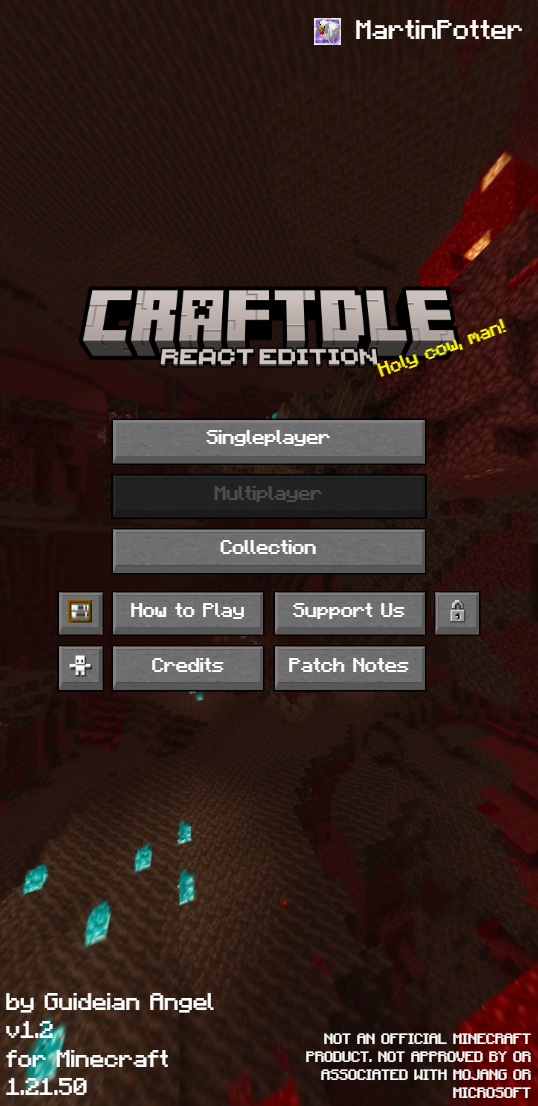 MartinPotter
CRAFTDLE
REACT EDITION
Holy cow, man!
Singleplayer
Multiplayer
Collection
How to Play
Support Us
Credits
Patch Notes
by Guideian Angel
v1.2
for Minecraft
1.21.50
NOT AN OFFICIAL MINECRAFT
PRODUCT. NOT APPROVED BY OR
ASSOCIATED WITH MOJANG OR
MICROSOFT